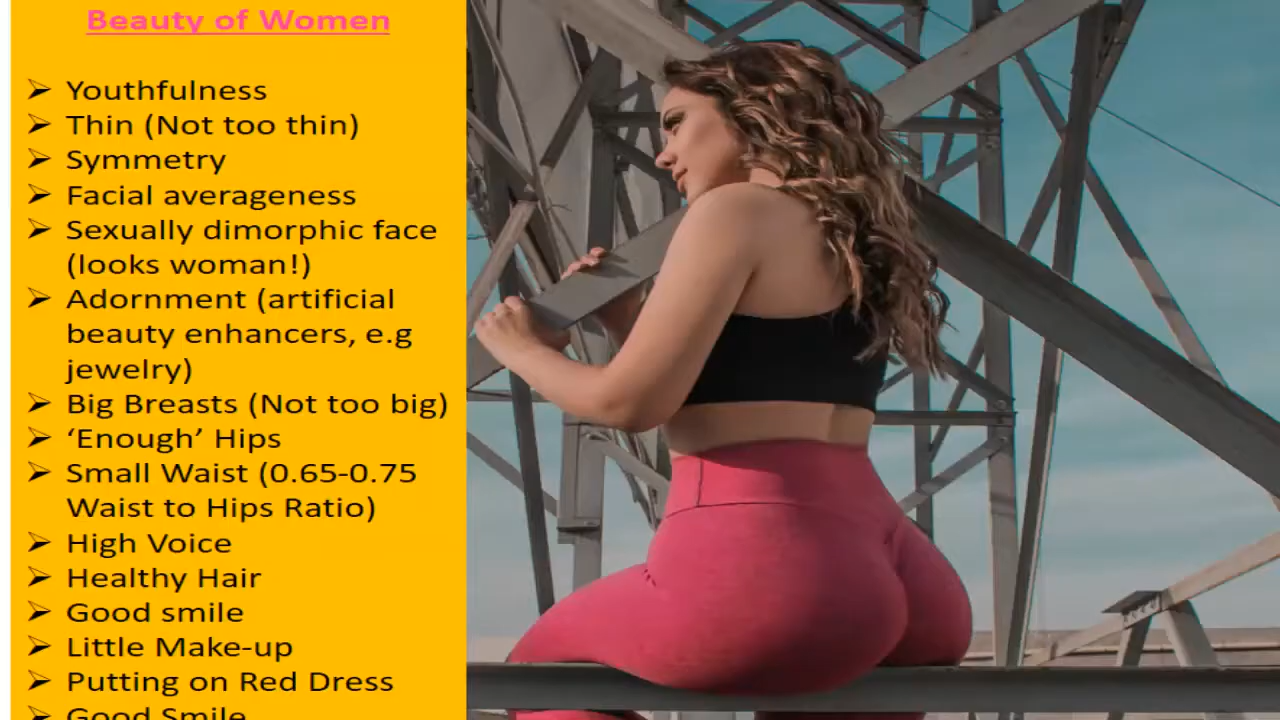 Beauty of Women
➢ Youthfulness
➢ Thin (Not too thin)
➢ Symmetry
➢ Facial averageness
➢ Sexually dimorphic face
(looks woman!)
➢ Adornment (artificial
beauty enhancers, e.g
jewelry)
➢ Big Breasts (Not too big)
➢ ‘Enough’ Hips
➢ Small Waist (0.65-0.75
Waist to Hips Ratio)
➢ High Voice
➢ Healthy Hair
➢ Good smile
➢ Little Make-up
➢ Putting on Red Dress
➢ Good Smile